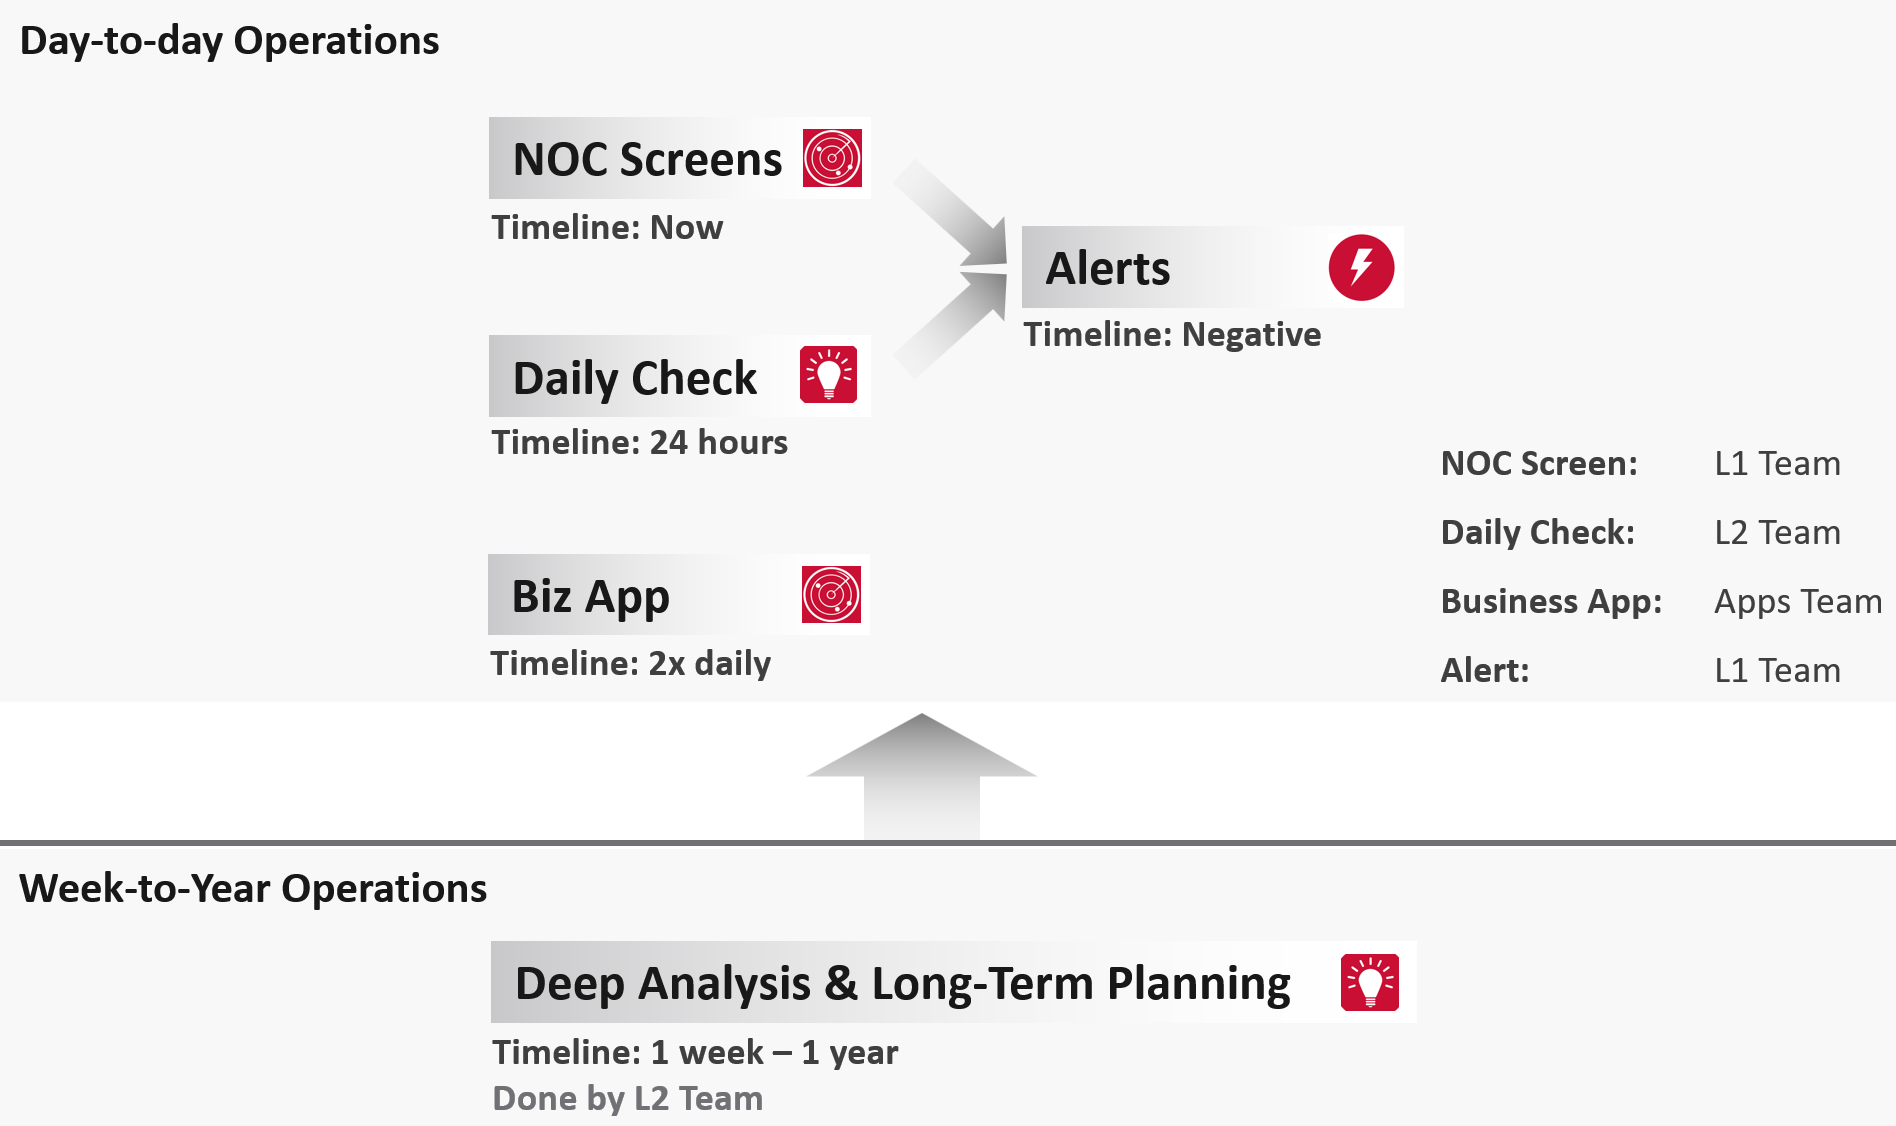 Day-to-day Operations
NOC Screens
Timeline: Now
Alerts
Timeline: Negative
Daily Check
Timeline: 24 hours
Biz App
Timeline: 2x daily
NOC Screen: L1 Team
Daily Check: L2 Team
Business App: Apps Team
Alert: L1 Team
Week-to-Year Operations
Deep Analysis & Long-Term Planning
Timeline: 1 week – 1 year
Done by L2 Team